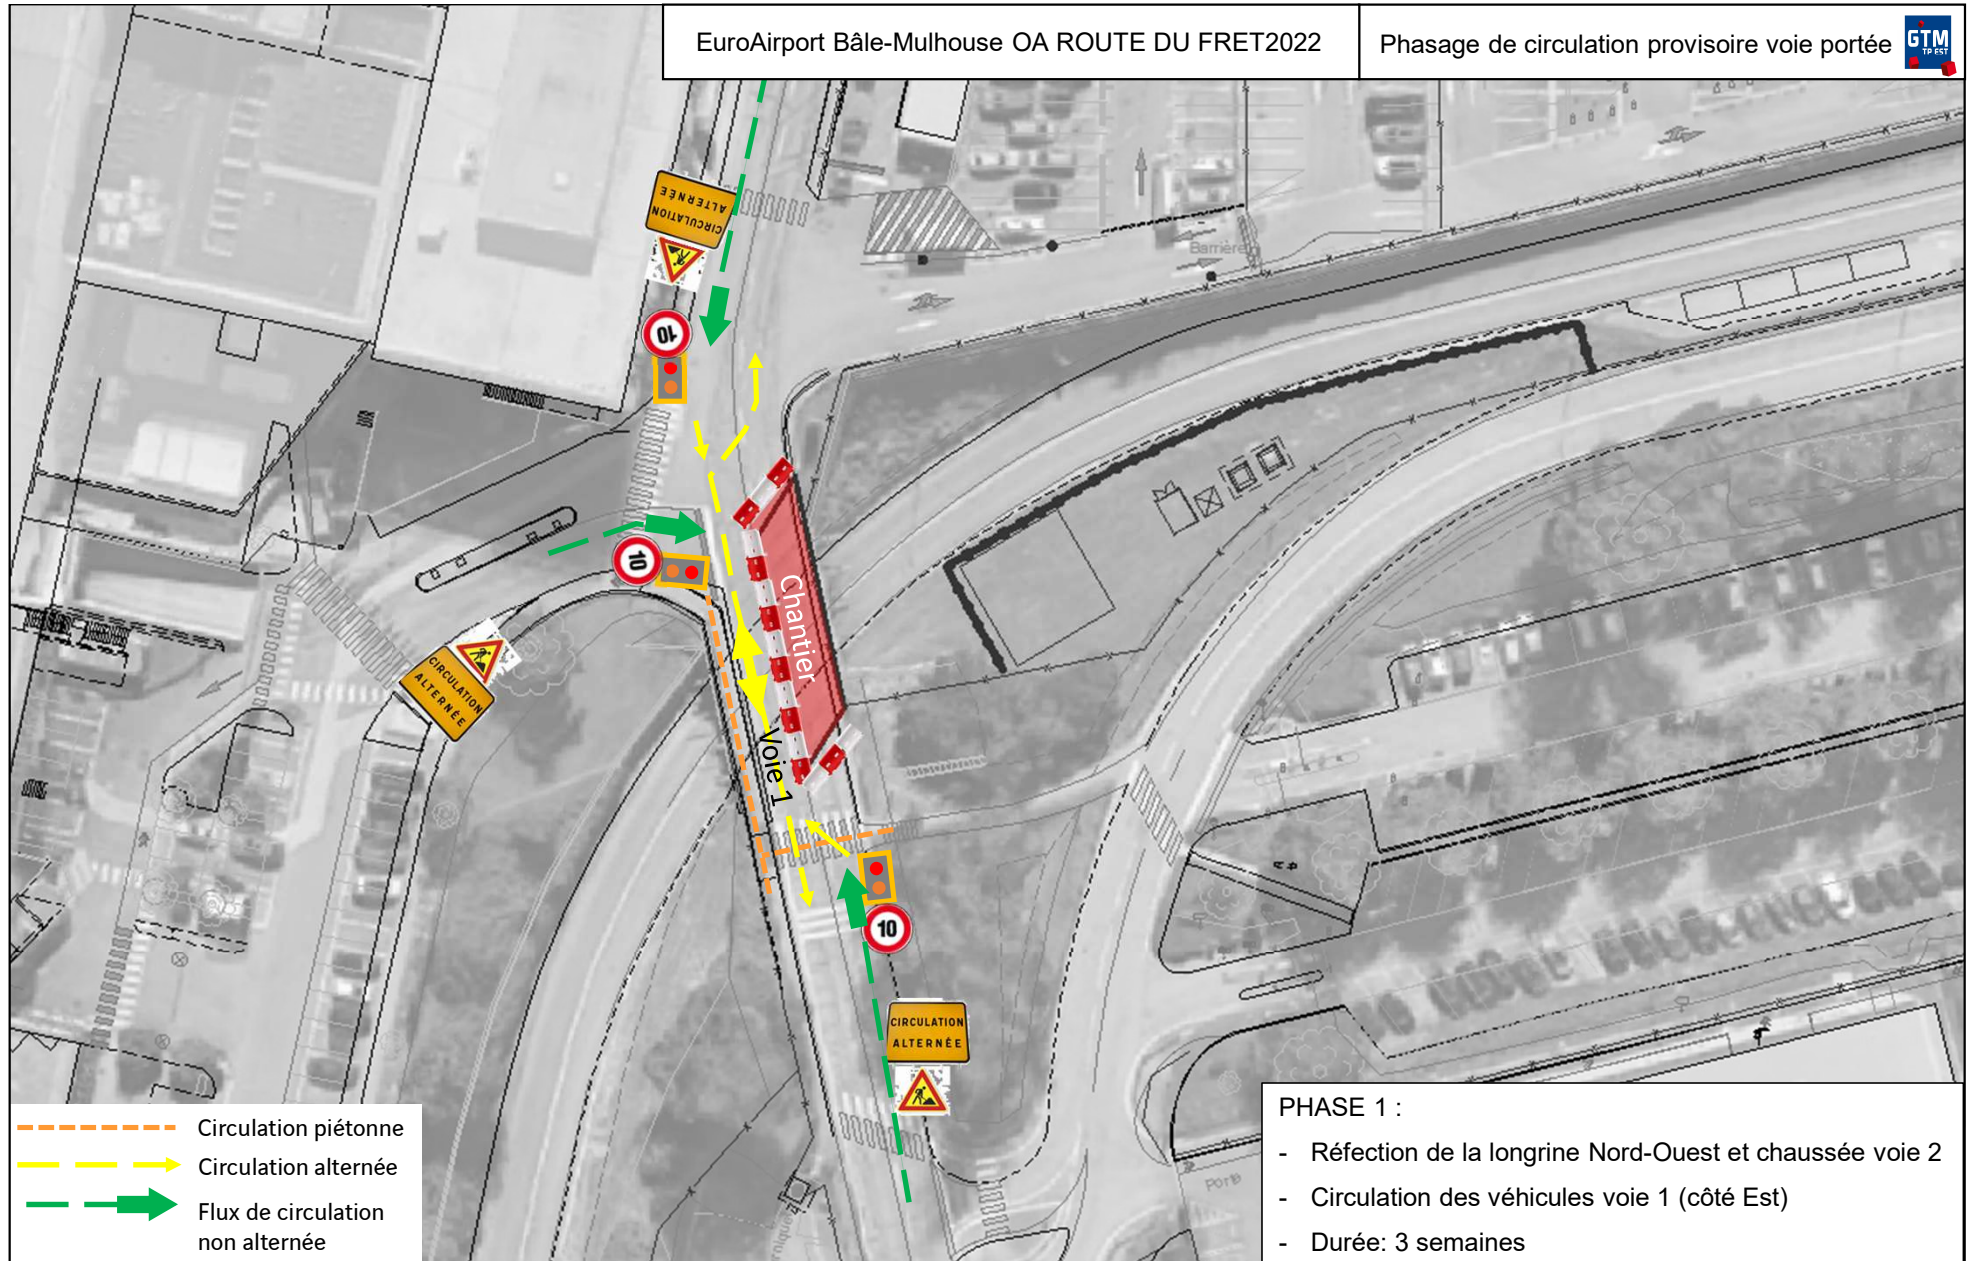 EuroAirport Bâle-Mulhouse OA ROUTE DU FRET2022
Phasage de circulation provisoire voie portée
GTM
TP EST
CIRCULATION
ALTERNÉE
10
Barrière
10
CIRCULATION
ALTERNÉE
Chantier
Voie 1
10
CIRCULATION
ALTERNÉE
Porte
Circulation piétonne
Circulation alternée
Flux de circulation
non alternée
PHASE 1 :
- Réfection de la longrine Nord-Ouest et chaussée voie 2
- Circulation des véhicules voie 1 (côté Est)
- Durée: 3 semaines